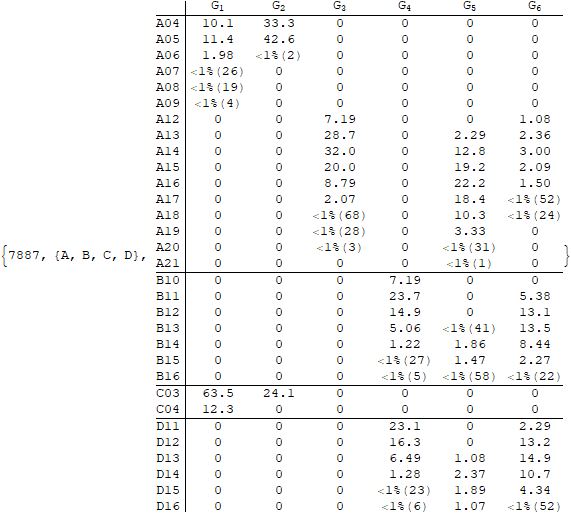 G1 G2 G3 G4 G5 G6
A04 10.1 33.3 0 0 0 0
A05 11.4 42.6 0 0 0 0
A06 1.98 <1%(2) 0 0 0 0
A07 <1%(26) 0 0 0 0 0
A08 <1%(19) 0 0 0 0 0
A09 <1%(4) 0 0 0 0 0
A12 0 0 7.19 0 0 1.08
A13 0 0 28.7 0 2.29 2.36
A14 0 0 32.0 0 12.8 3.00
A15 0 0 20.0 0 19.2 2.09
A16 0 0 8.79 0 22.2 1.50
A17 0 0 2.07 0 18.4 <1%(52)
A18 0 0 <1%(68) 0 10.3 <1%(24)
A19 0 0 <1%(28) 0 3.33 0
A20 0 0 <1%(3) 0 <1%(31) 0
{7887, {A, B, C, D}, A21 0 0 0 0 <1%(1) 0 }
B10 0 0 0 7.19 0 0
B11 0 0 0 23.7 0 5.38
B12 0 0 0 14.9 0 13.1
B13 0 0 0 5.06 <1%(41) 13.5
B14 0 0 0 1.22 1.86 8.44
B15 0 0 0 <1%(27) 1.47 2.27
B16 0 0 0 <1%(5) <1%(58) <1%(22)
C03 63.5 24.1 0 0 0 0
C04 12.3 0 0 0 0 0
D11 0 0 0 23.1 0 2.29
D12 0 0 0 16.3 0 13.2
D13 0 0 0 6.49 1.08 14.9
D14 0 0 0 1.28 2.37 10.7
D15 0 0 0 <1%(23) 1.89 4.34
D16 0 0 0 <1%(6) 1.07 <1%(52)